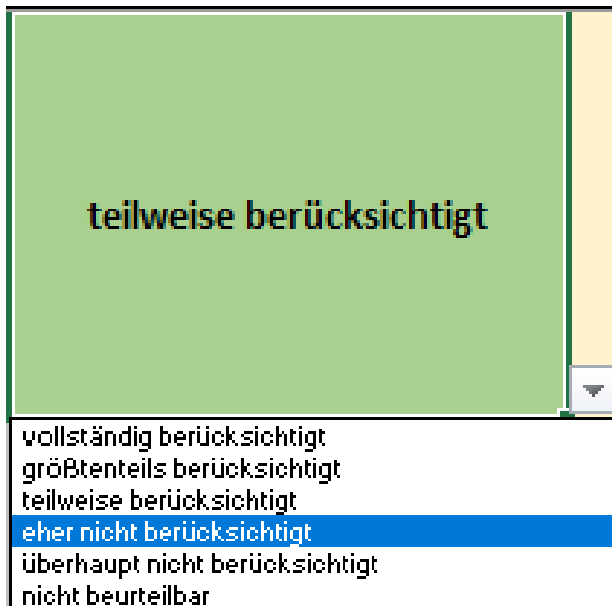 teilweise berücksichtigt
vollständig berücksichtigt
größtenteils berücksichtigt
teilweise berücksichtigt
eher nicht berücksichtigt
überhaupt nicht berücksichtigt
nicht beurteilbar